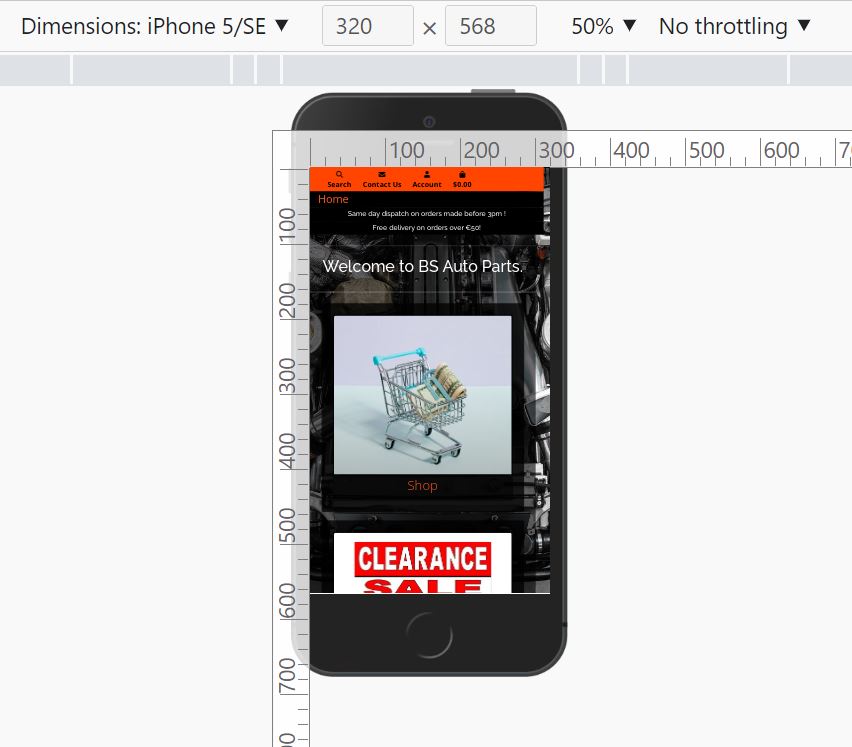 Dimensions: iPhone 5/SE ▼ 320 × 568 50% ▼ No throttling ▼
100 200 300 400 500 600 7
Search Contact Us Account $0.00
Home
Same day dispatch on orders made before 3pm !
100
Free delivery on orders over €50!
Welcome to BS Auto Parts.
200
300
400
Shop
500
CLEARANCE
SALE
600
700